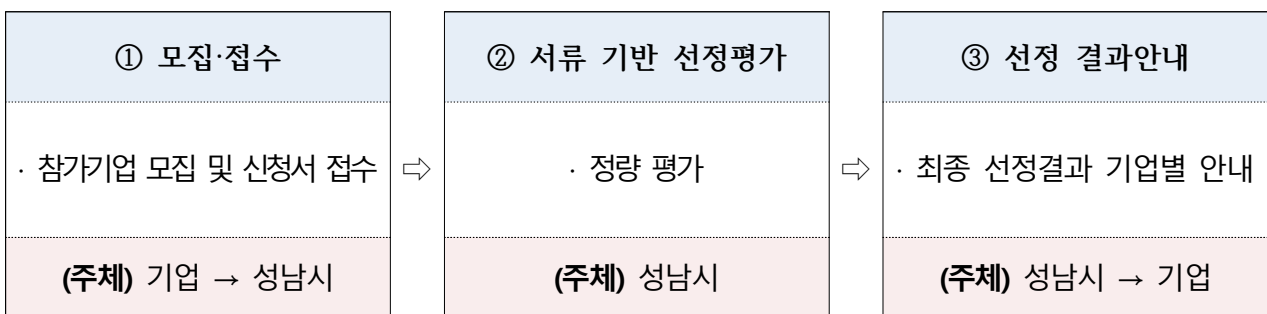 ① 모집·접수
· 참가기업 모집 및 신청서 접수
(주체) 기업 → 성남시
⇨
② 서류 기반 선정평가
· 정량 평가
(주체) 성남시
⇨
③ 선정 결과안내
· 최종 선정결과 기업별 안내
(주체) 성남시 → 기업